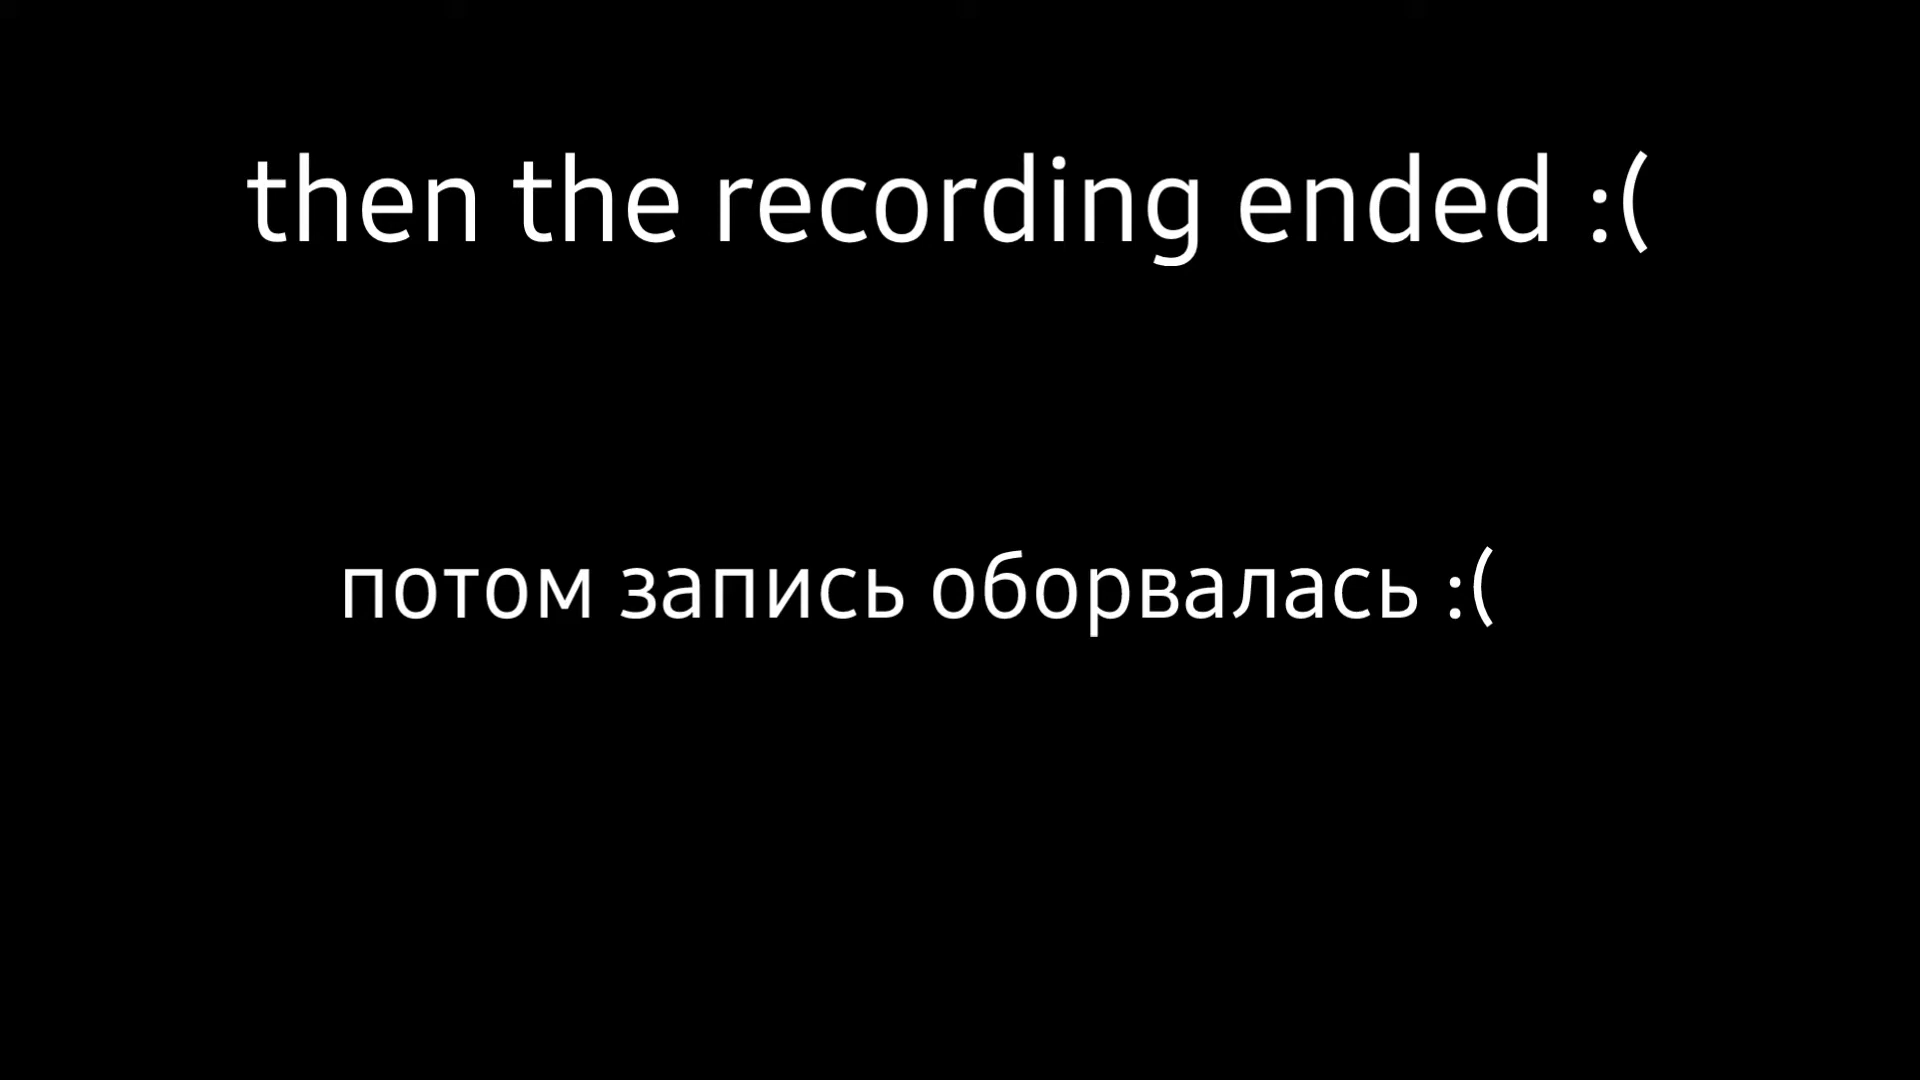 then the recording ended :(
потом запись оборвалась :(